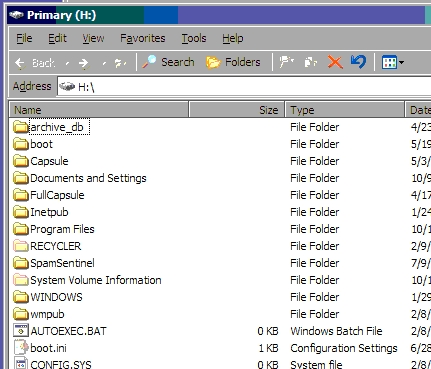 Primary (H:)
File Edit View Favorites Tools Help
Back Search Folders
Address H:\
Name Size Type Date
archive_db File Folder 4/23
boot File Folder 5/19
Capsule File Folder 5/3/
Documents and Settings File Folder 10/9
FullCapsule File Folder 4/17
Inetpub File Folder 10/1
Program Files File Folder 10/1
RECYCLER File Folder 2/9/
SpamSentinel File Folder 7/9/
System Volume Information File Folder 2/8/
WINDOWS File Folder 1/29
wmpub File Folder 2/8/
AUTOEXEC.BAT 0 KB Windows Batch File 2/8/
boot.ini 1 KB Configuration Settings 6/28
CONFIG.SYS 0 KB System file 2/8/